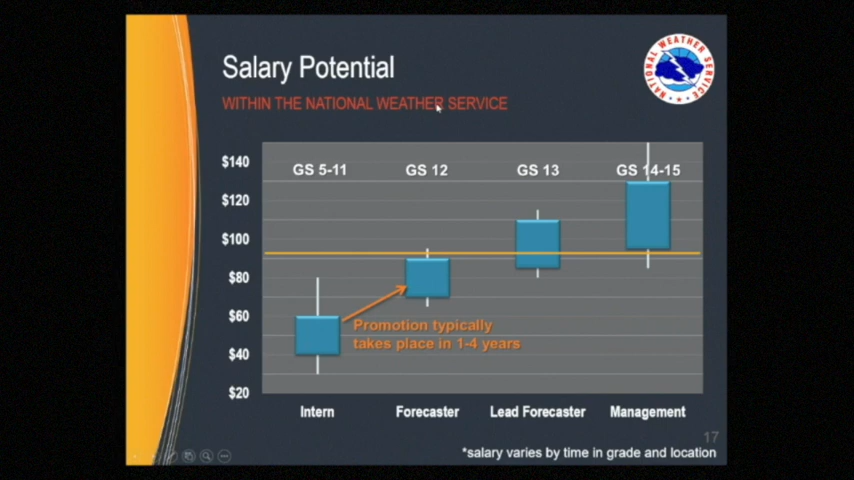 Salary Potential
WITHIN THE NATIONAL WEATHER SERVICE
NATIONAL WEATHER SERVICE
$140
$120
$100
$80
$60
$40
$20
GS 5-11
GS 12
GS 13
GS 14-15
Promotion typically
takes place in 1-4 years
Intern
Forecaster
Lead Forecaster
Management
17
*salary varies by time in grade and location